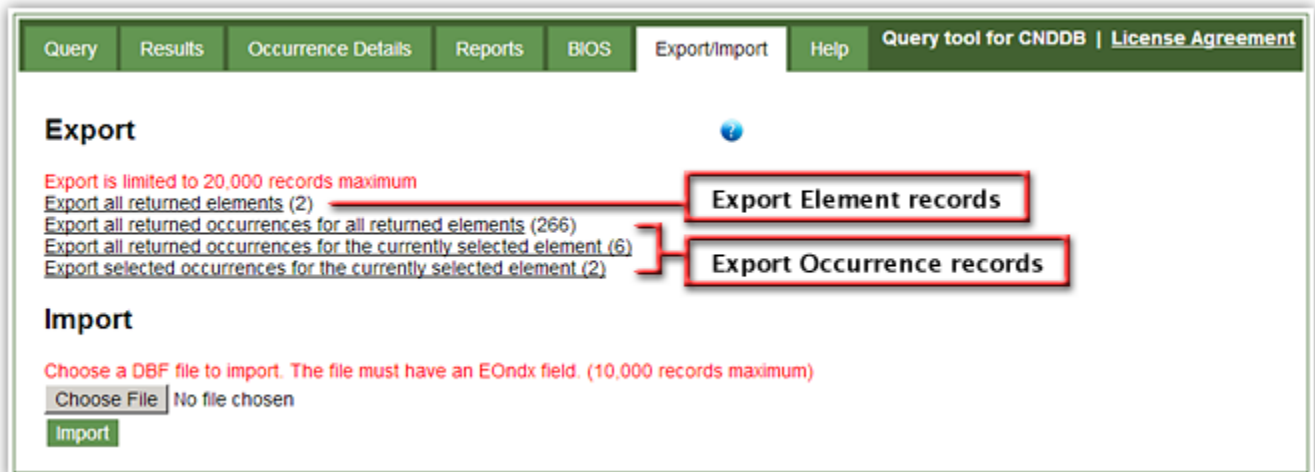 Query Results Occurrence Details Reports BIOS Export/Import Help Query tool for CNDDB | License Agreement
Export
Export is limited to 20,000 records maximum
Export all returned elements (2)
Export Element records
Export all returned occurrences for all returned elements (266)
Export all returned occurrences for the currently selected element (6)
Export selected occurrences for the currently selected element (2)
Export Occurrence records
Import
Choose a DBF file to import. The file must have an EOndx field. (10,000 records maximum)
Choose File No file chosen
Import